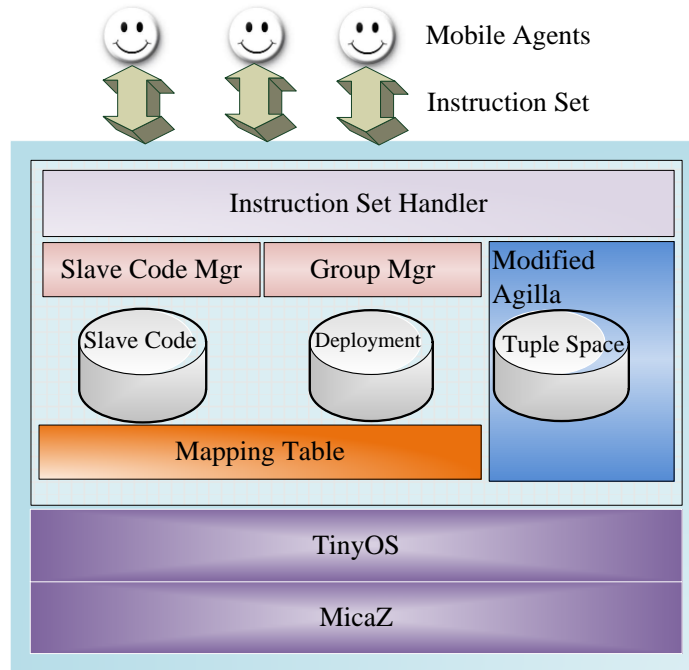 Mobile Agents
Instruction Set
Instruction Set Handler
Slave Code Mgr
Group Mgr
Modified
Agilla
Slave Code
Deployment
Tuple Space
Mapping Table
TinyOS
MicaZ